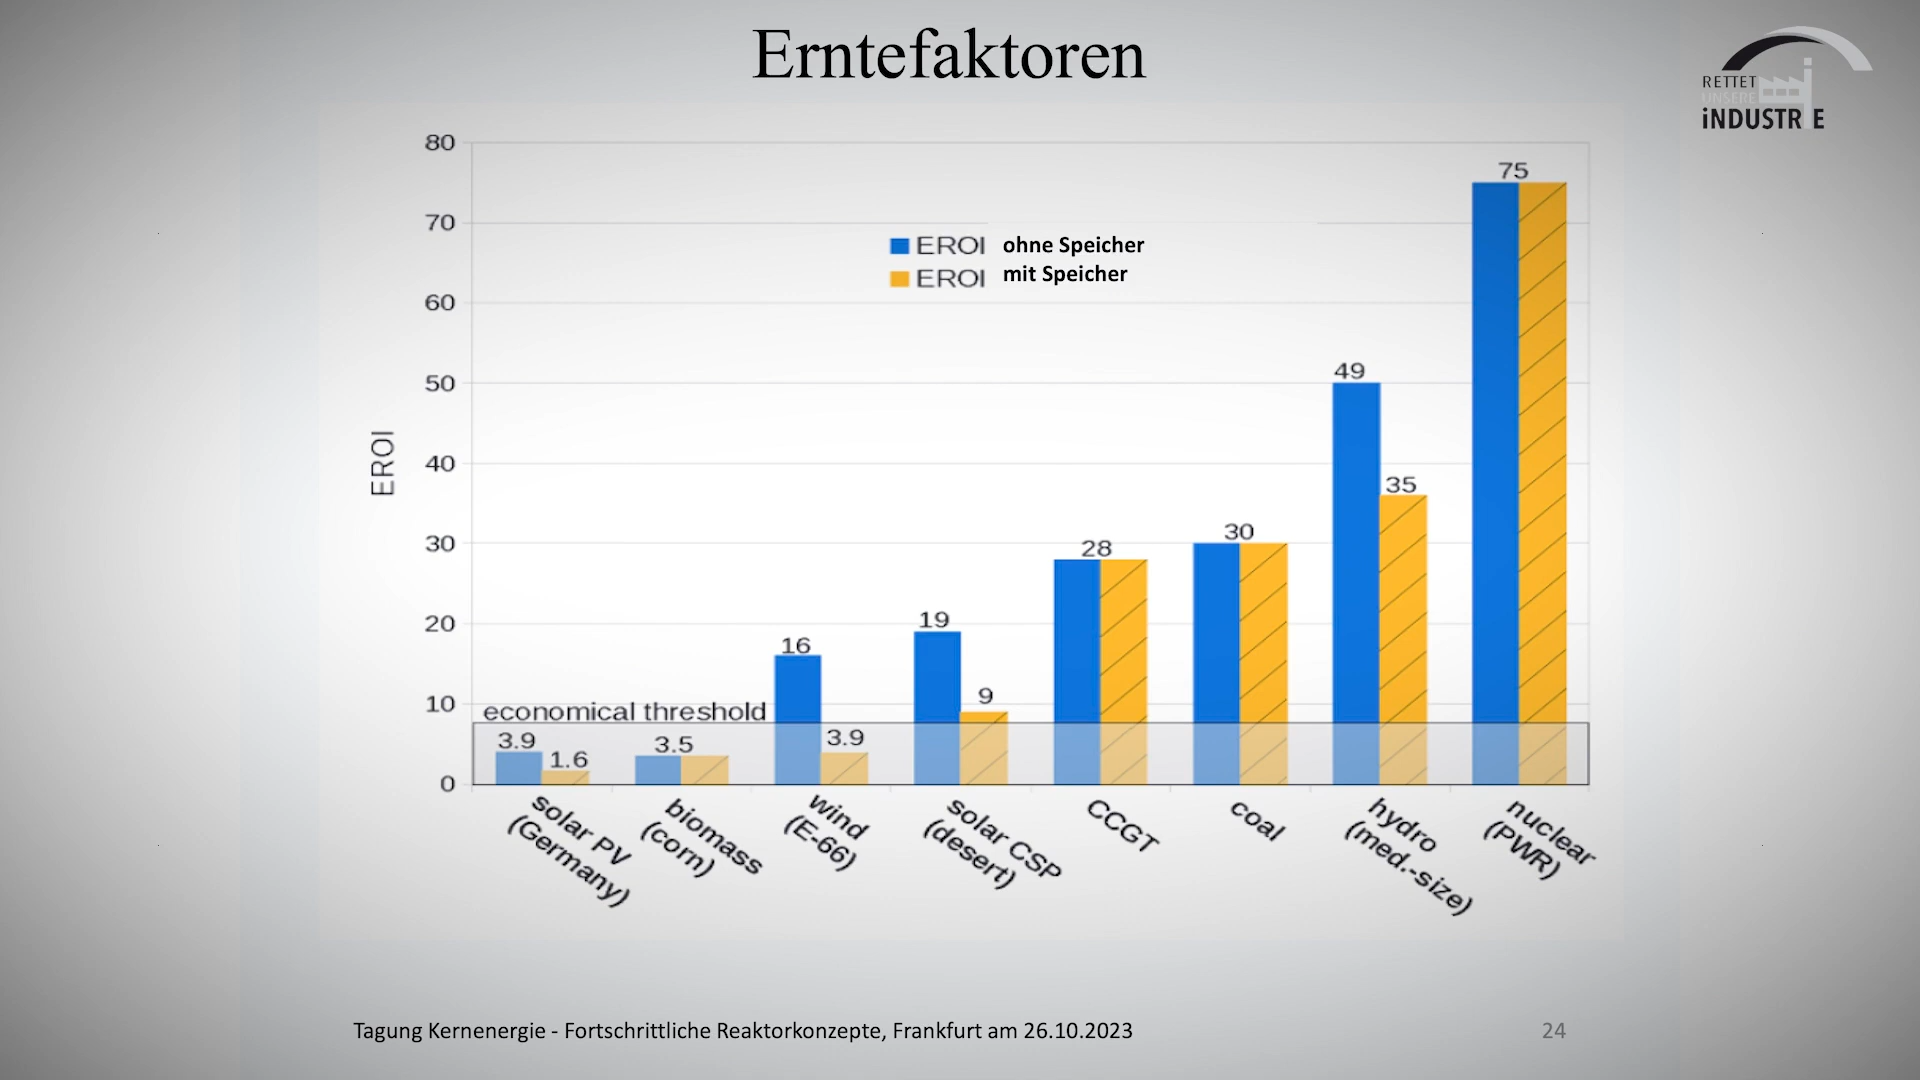 Erntefaktoren
RETTET
UNSERE
iNDUSTRIE
80
70
60
50
40
30
20
10
0
EROI
EROI ohne Speicher
EROI mit Speicher
economical threshold
3.9
1.6
3.5
16
3.9
19
9
28
30
49
35
75
solar PV
(Germany)
biomass
(corn)
wind
(E-66)
solar CSP
(desert)
CCGT
coal
hydro
(med.-size)
nuclear
(PWR)
Tagung Kernenergie - Fortschrittliche Reaktorkonzepte, Frankfurt am 26.10.2023
24